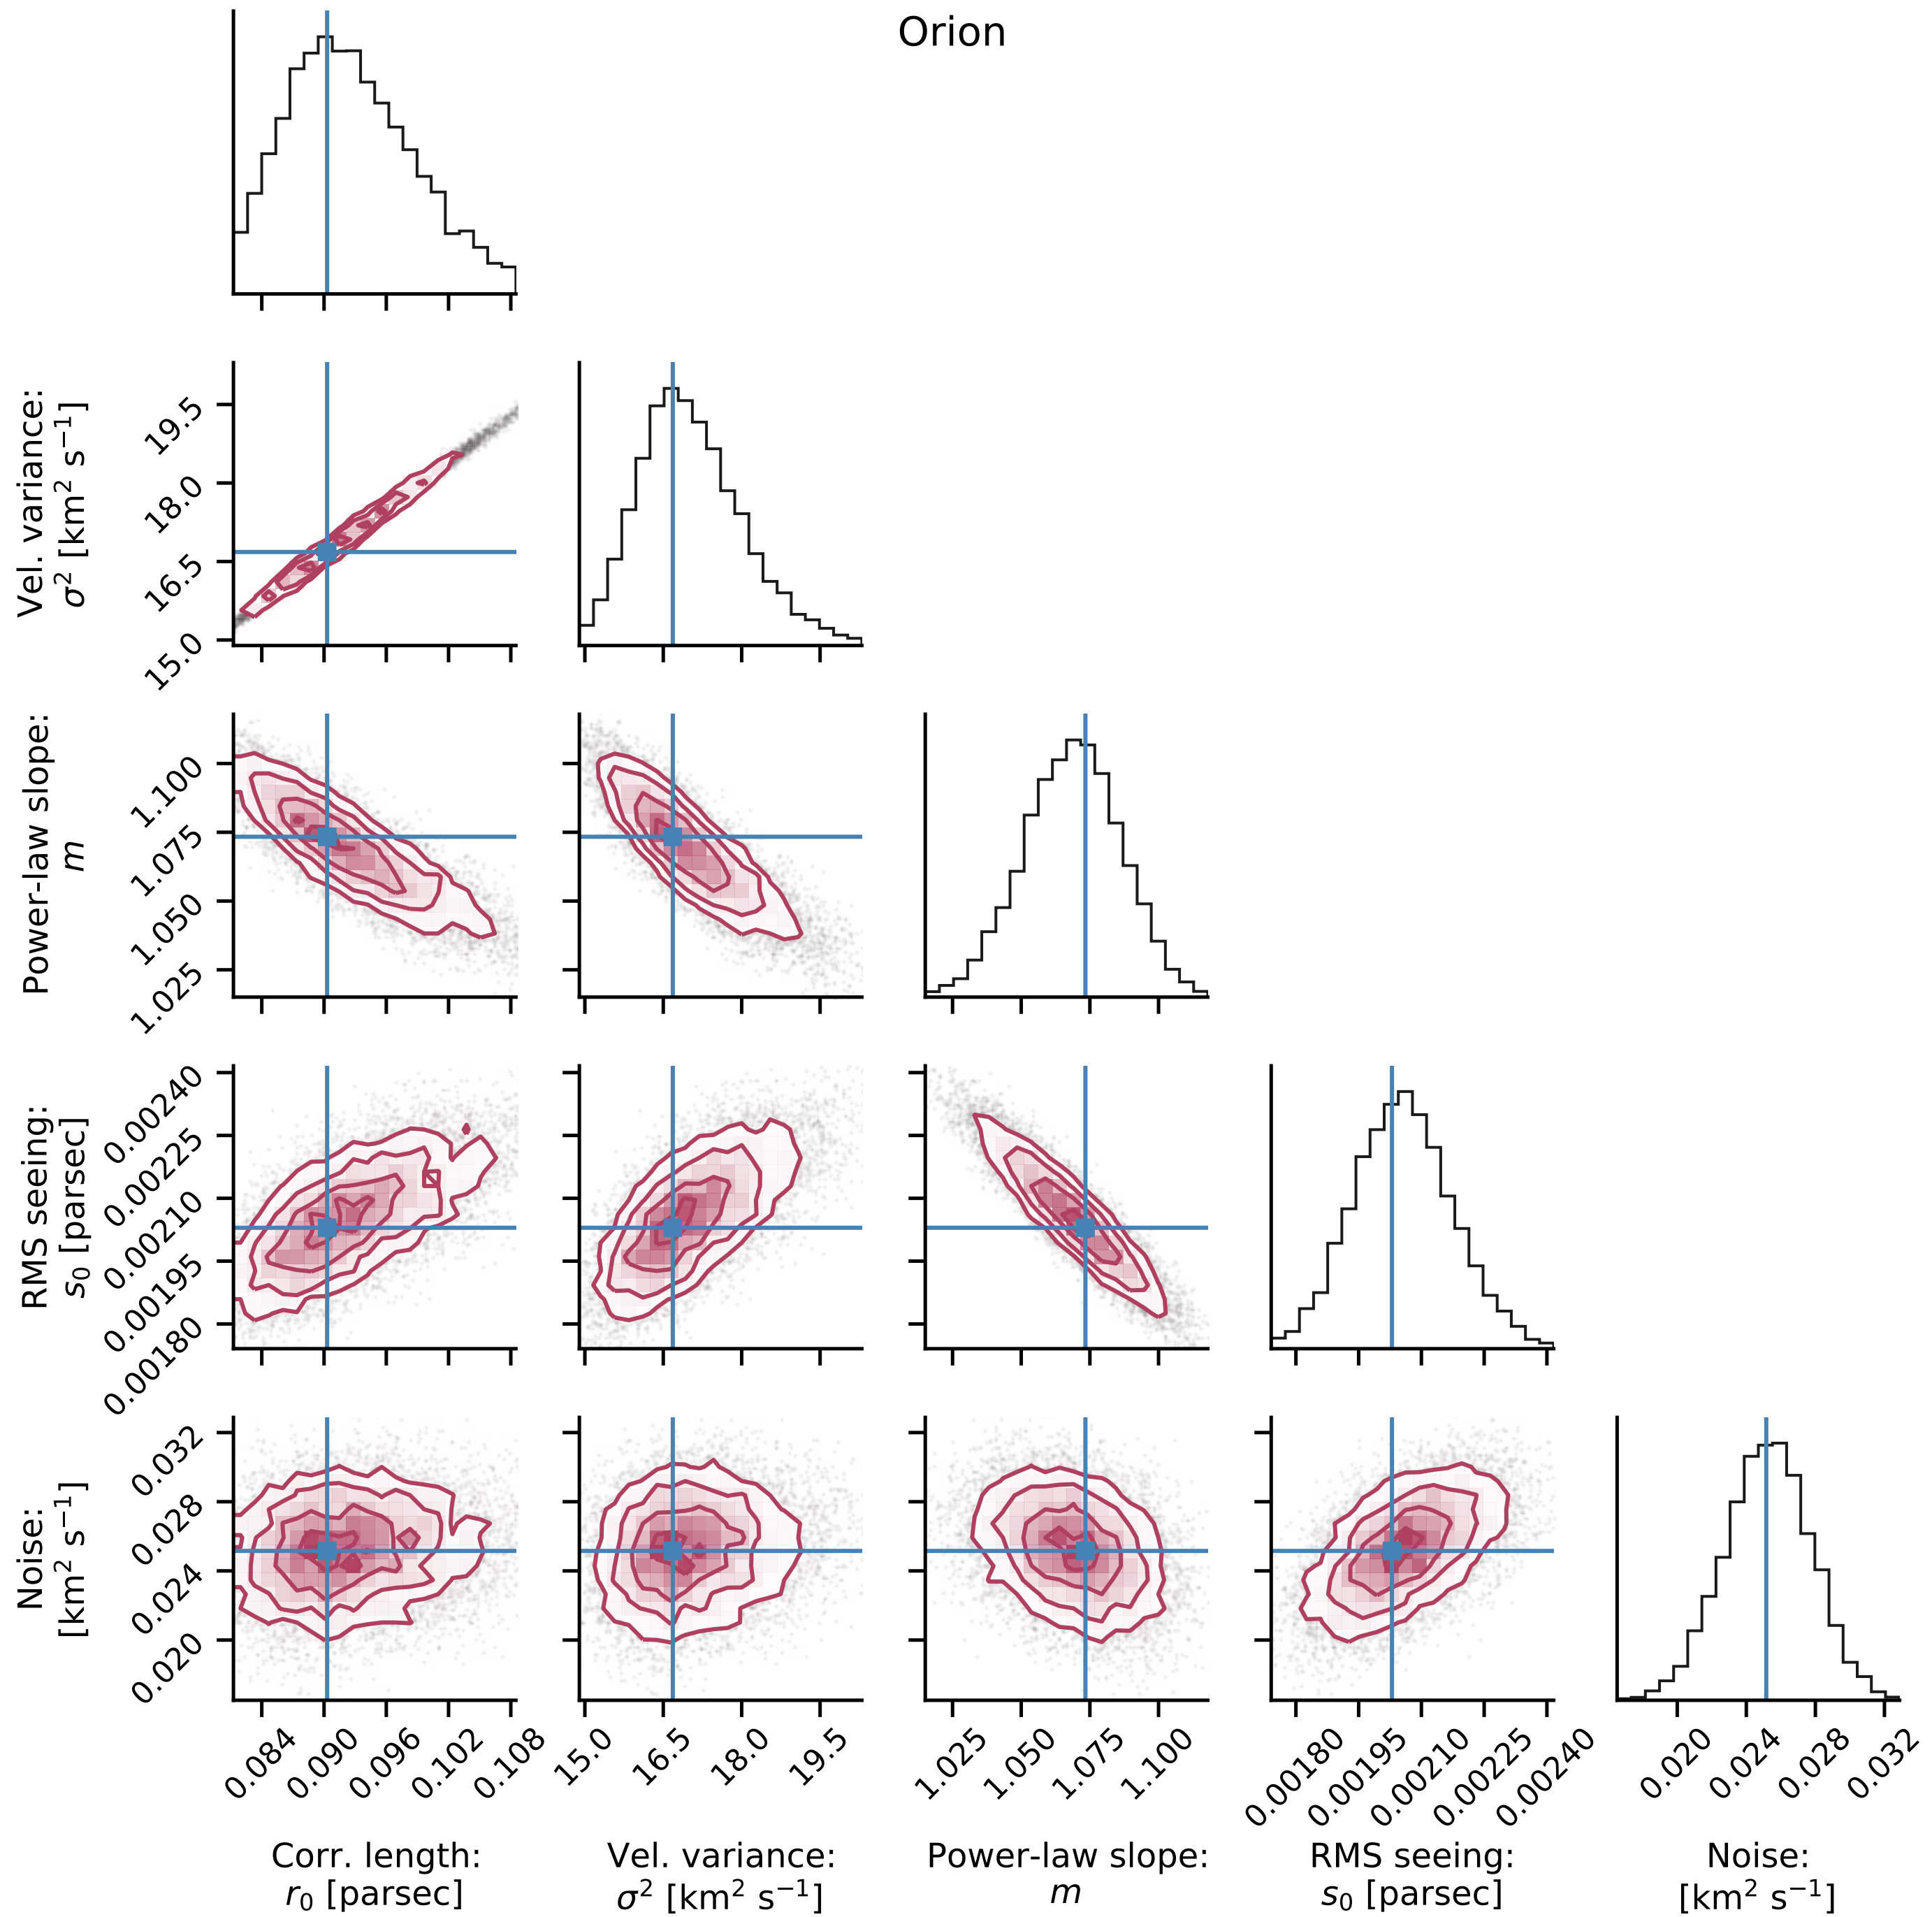 Orion
Vel. variance:
σ² [km² s⁻¹]
19.5
18.0
16.5
15.0
Power-law slope:
m
1.100
1.075
1.050
1.025
RMS seeing:
s₀ [parsec]
0.00240
0.00225
0.00210
0.00195
0.00180
Noise:
[km² s⁻¹]
0.032
0.028
0.024
0.020
0.084 0.090 0.096 0.102 0.108
15.0 16.5 18.0 19.5
1.025 1.050 1.075 1.100
0.00180 0.00195 0.00210 0.00225 0.00240
0.020 0.024 0.028 0.032
Corr. length:
r₀ [parsec]
Vel. variance:
σ² [km² s⁻¹]
Power-law slope:
m
RMS seeing:
s₀ [parsec]
Noise:
[km² s⁻¹]